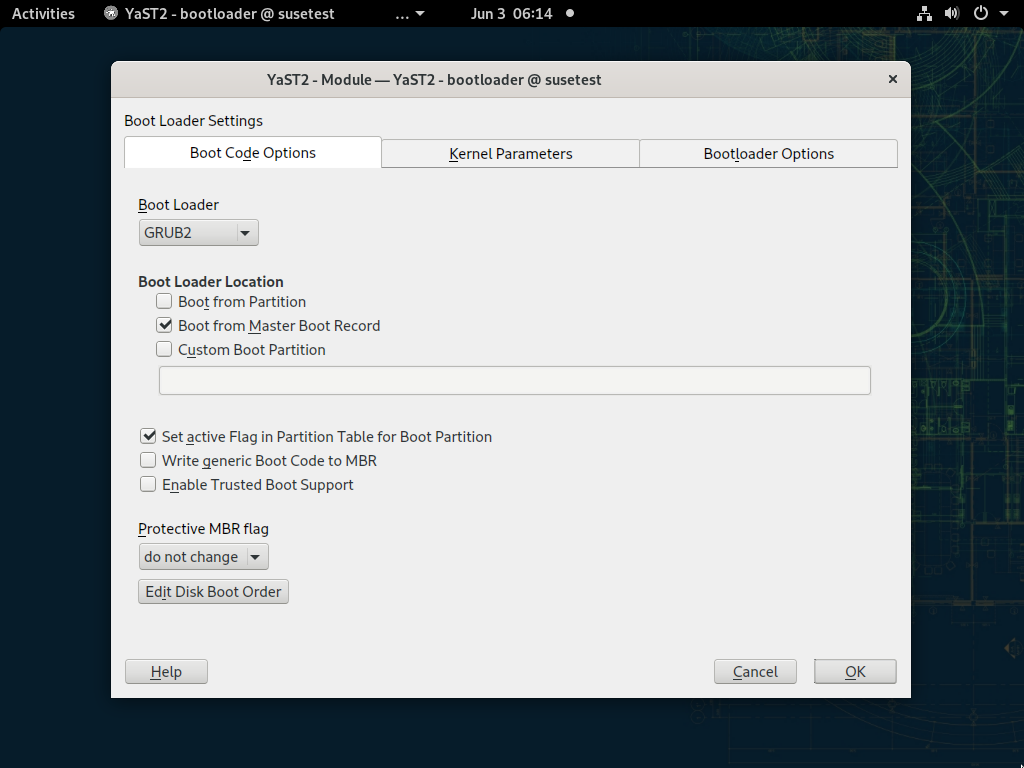 Activities YaST2 - bootloader @ susetest ... Jun 3 06:14
YaST2 - Module — YaST2 - bootloader @ susetest
Boot Loader Settings
Boot Code Options Kernel Parameters Bootloader Options
Boot Loader
GRUB2
Boot Loader Location
Boot from Partition
Boot from Master Boot Record
Custom Boot Partition
Set active Flag in Partition Table for Boot Partition
Write generic Boot Code to MBR
Enable Trusted Boot Support
Protective MBR flag
do not change
Edit Disk Boot Order
Help Cancel OK